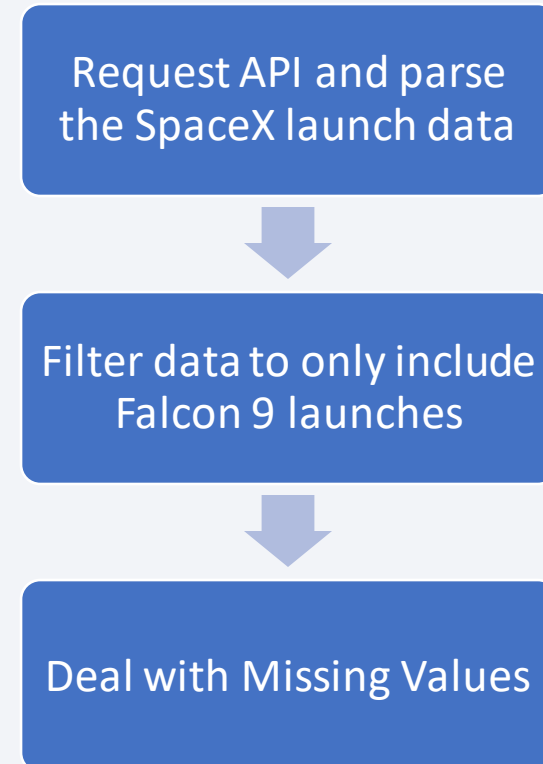 Request API and parse
the SpaceX launch data
Filter data to only include
Falcon 9 launches
Deal with Missing Values